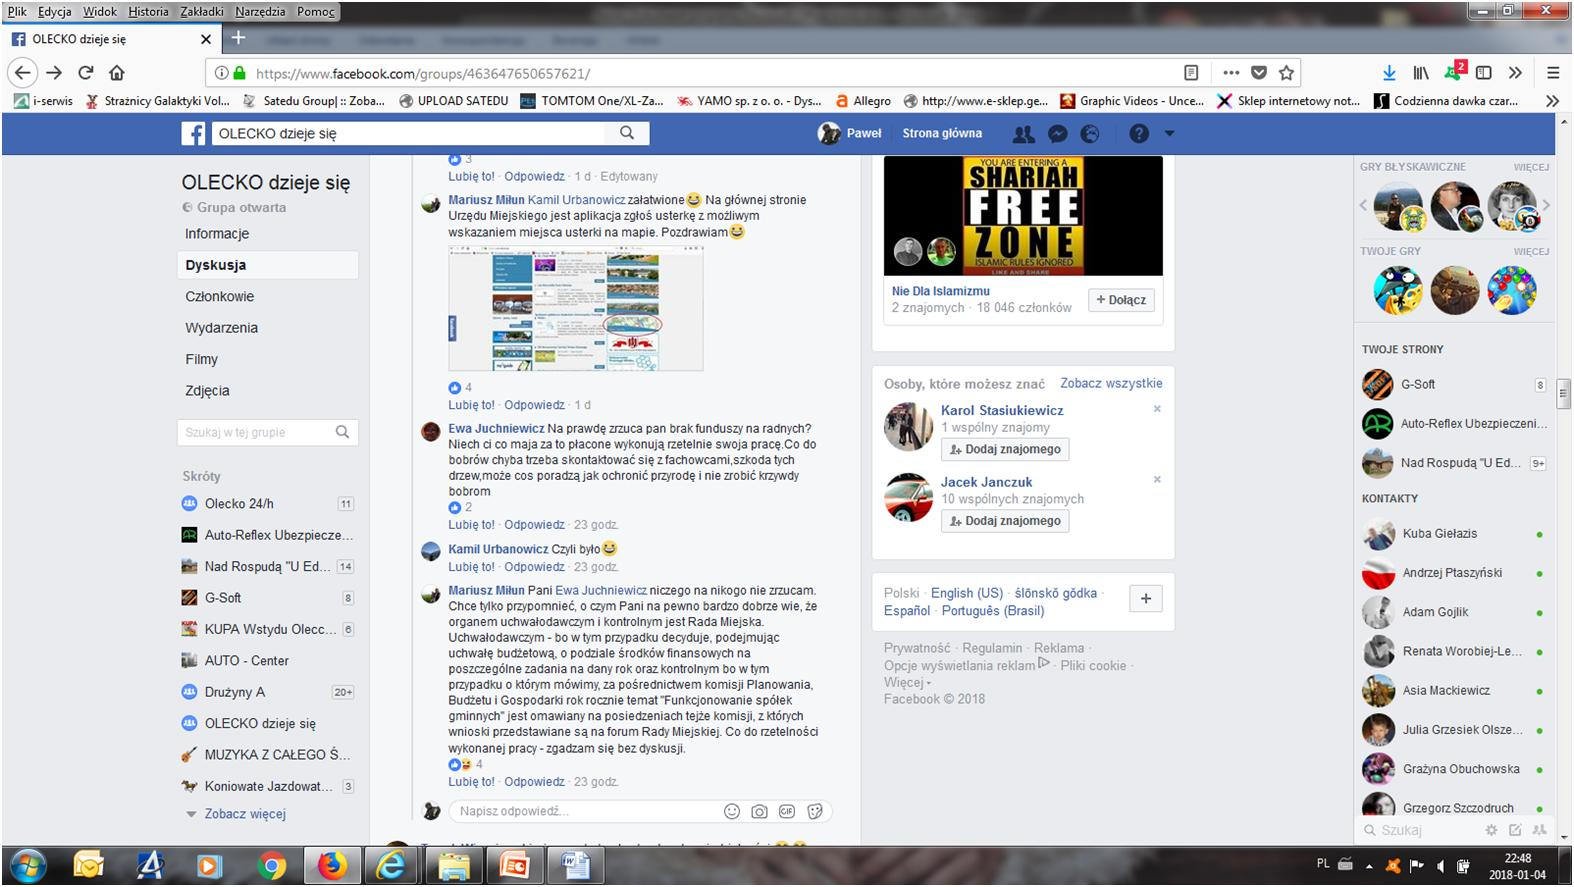 Plik Edycja Widok Historia Zakładki Narzędzia Pomoc
OLECKO dzieje się
https://www.facebook.com/groups/463647650657621/
2
i-serwis
Strażnicy Galaktyki Vol...
Satedu Group| :: Zoba...
UPLOAD SATEDU
TOMTOM One/XL-Za...
YAMO sp. z o. o. - Dys...
Allegro
http://www.e-sklep.ge...
Graphic Videos - Unce...
Sklep internetowy not...
Codzienna dawka czar...
OLECKO dzieje się
Paweł
Strona główna
OLECKO dzieje się
Grupa otwarta
Informacje
Dyskusja
Członkowie
Wydarzenia
Filmy
Zdjęcia
Szukaj w tej grupie
Skróty
Olecko 24/h 11
Auto-Reflex Ubezpiecze...
Nad Rospudą "U Ed... 14
G-Soft 8
KUPA Wstydu Olecc... 6
AUTO - Center
Drużyny A 20+
OLECKO dzieje się
MUZYKA Z CAŁEGO Ś...
Koniowate Jazdowat... 3
Zobacz więcej
3
Lubię to! · Odpowiedz · 1 d · Edytowany
Mariusz Miłun Kamil Urbanowicz załatwione😀 Na głównej stronie
Urzędu Miejskiego jest aplikacja zgłoś usterkę z możliwym
wskazaniem miejsca usterki na mapie. Pozdrawiam😀
4
Lubię to! · Odpowiedz · 1 d
Ewa Juchniewicz Na prawdę zrzuca pan brak funduszy na radnych?
Niech ci co maja za to płacone wykonują rzetelnie swoja pracę.Co do
bobrów chyba trzeba skontaktować się z fachowcami,szkoda tych
drzew,może cos poradzą jak ochronić przyrodę i nie zrobić krzywdy
bobrom
2
Lubię to! · Odpowiedz · 23 godz.
Kamil Urbanowicz Czyli było😀
Lubię to! · Odpowiedz · 23 godz.
Mariusz Miłun Pani Ewa Juchniewicz niczego na nikogo nie zrzucam.
Chce tylko przypomnieć, o czym Pani na pewno bardzo dobrze wie, że
organem uchwałodawczym i kontrolnym jest Rada Miejska.
Uchwałodawczym - bo w tym przypadku decyduje, podejmując
uchwałę budżetową, o podziale środków finansowych na
poszczególne zadania na dany rok oraz kontrolnym bo w tym
przypadku o którym mówimy, za pośrednictwem komisji Planowania,
Budżetu i Gospodarki rok rocznie temat "Funkcjonowanie spółek
gminnych" jest omawiany na posiedzeniach tejże komisji, z których
wnioski przedstawiane są na forum Rady Miejskiej. Co do rzetelności
wykonanej pracy - zgadzam się bez dyskusji.
4
Lubię to! · Odpowiedz · 23 godz.
Napisz odpowiedź...
GIF
YOU ARE ENTERING A
SHARIAH
FREE
ZONE
ISLAMIC RULES IGNORED
LIKE AND SHARE
Nie Dla Islamizmu
2 znajomych · 18 046 członków
+ Dołącz
Osoby, które możesz znać
Zobacz wszystkie
Karol Stasiukiewicz
1 wspólny znajomy
Dodaj znajomego
Jacek Janczuk
10 wspólnych znajomych
Dodaj znajomego
Polski · English (US) · ślōnskŏ gŏdka ·
Español · Português (Brasil)
Prywatność · Regulamin · Reklama ·
Opcje wyświetlania reklam · Pliki cookie ·
Więcej
Facebook © 2018
GRY BŁYSKAWICZNE WIĘCEJ
TWOJE GRY WIĘCEJ
TWOJE STRONY
G-Soft 8
Auto-Reflex Ubezpieczeni...
Nad Rospudą "U Ed... 9+
KONTAKTY
Kuba Giełazis
Andrzej Ptaszyński
Adam Gojlik
Renata Worobiej-Le...
Asia Mackiewicz
Julia Grzesiek Olsze...
Grażyna Obuchowska
Grzegorz Szczodruch
Szukaj
PL
22:48
2018-01-04